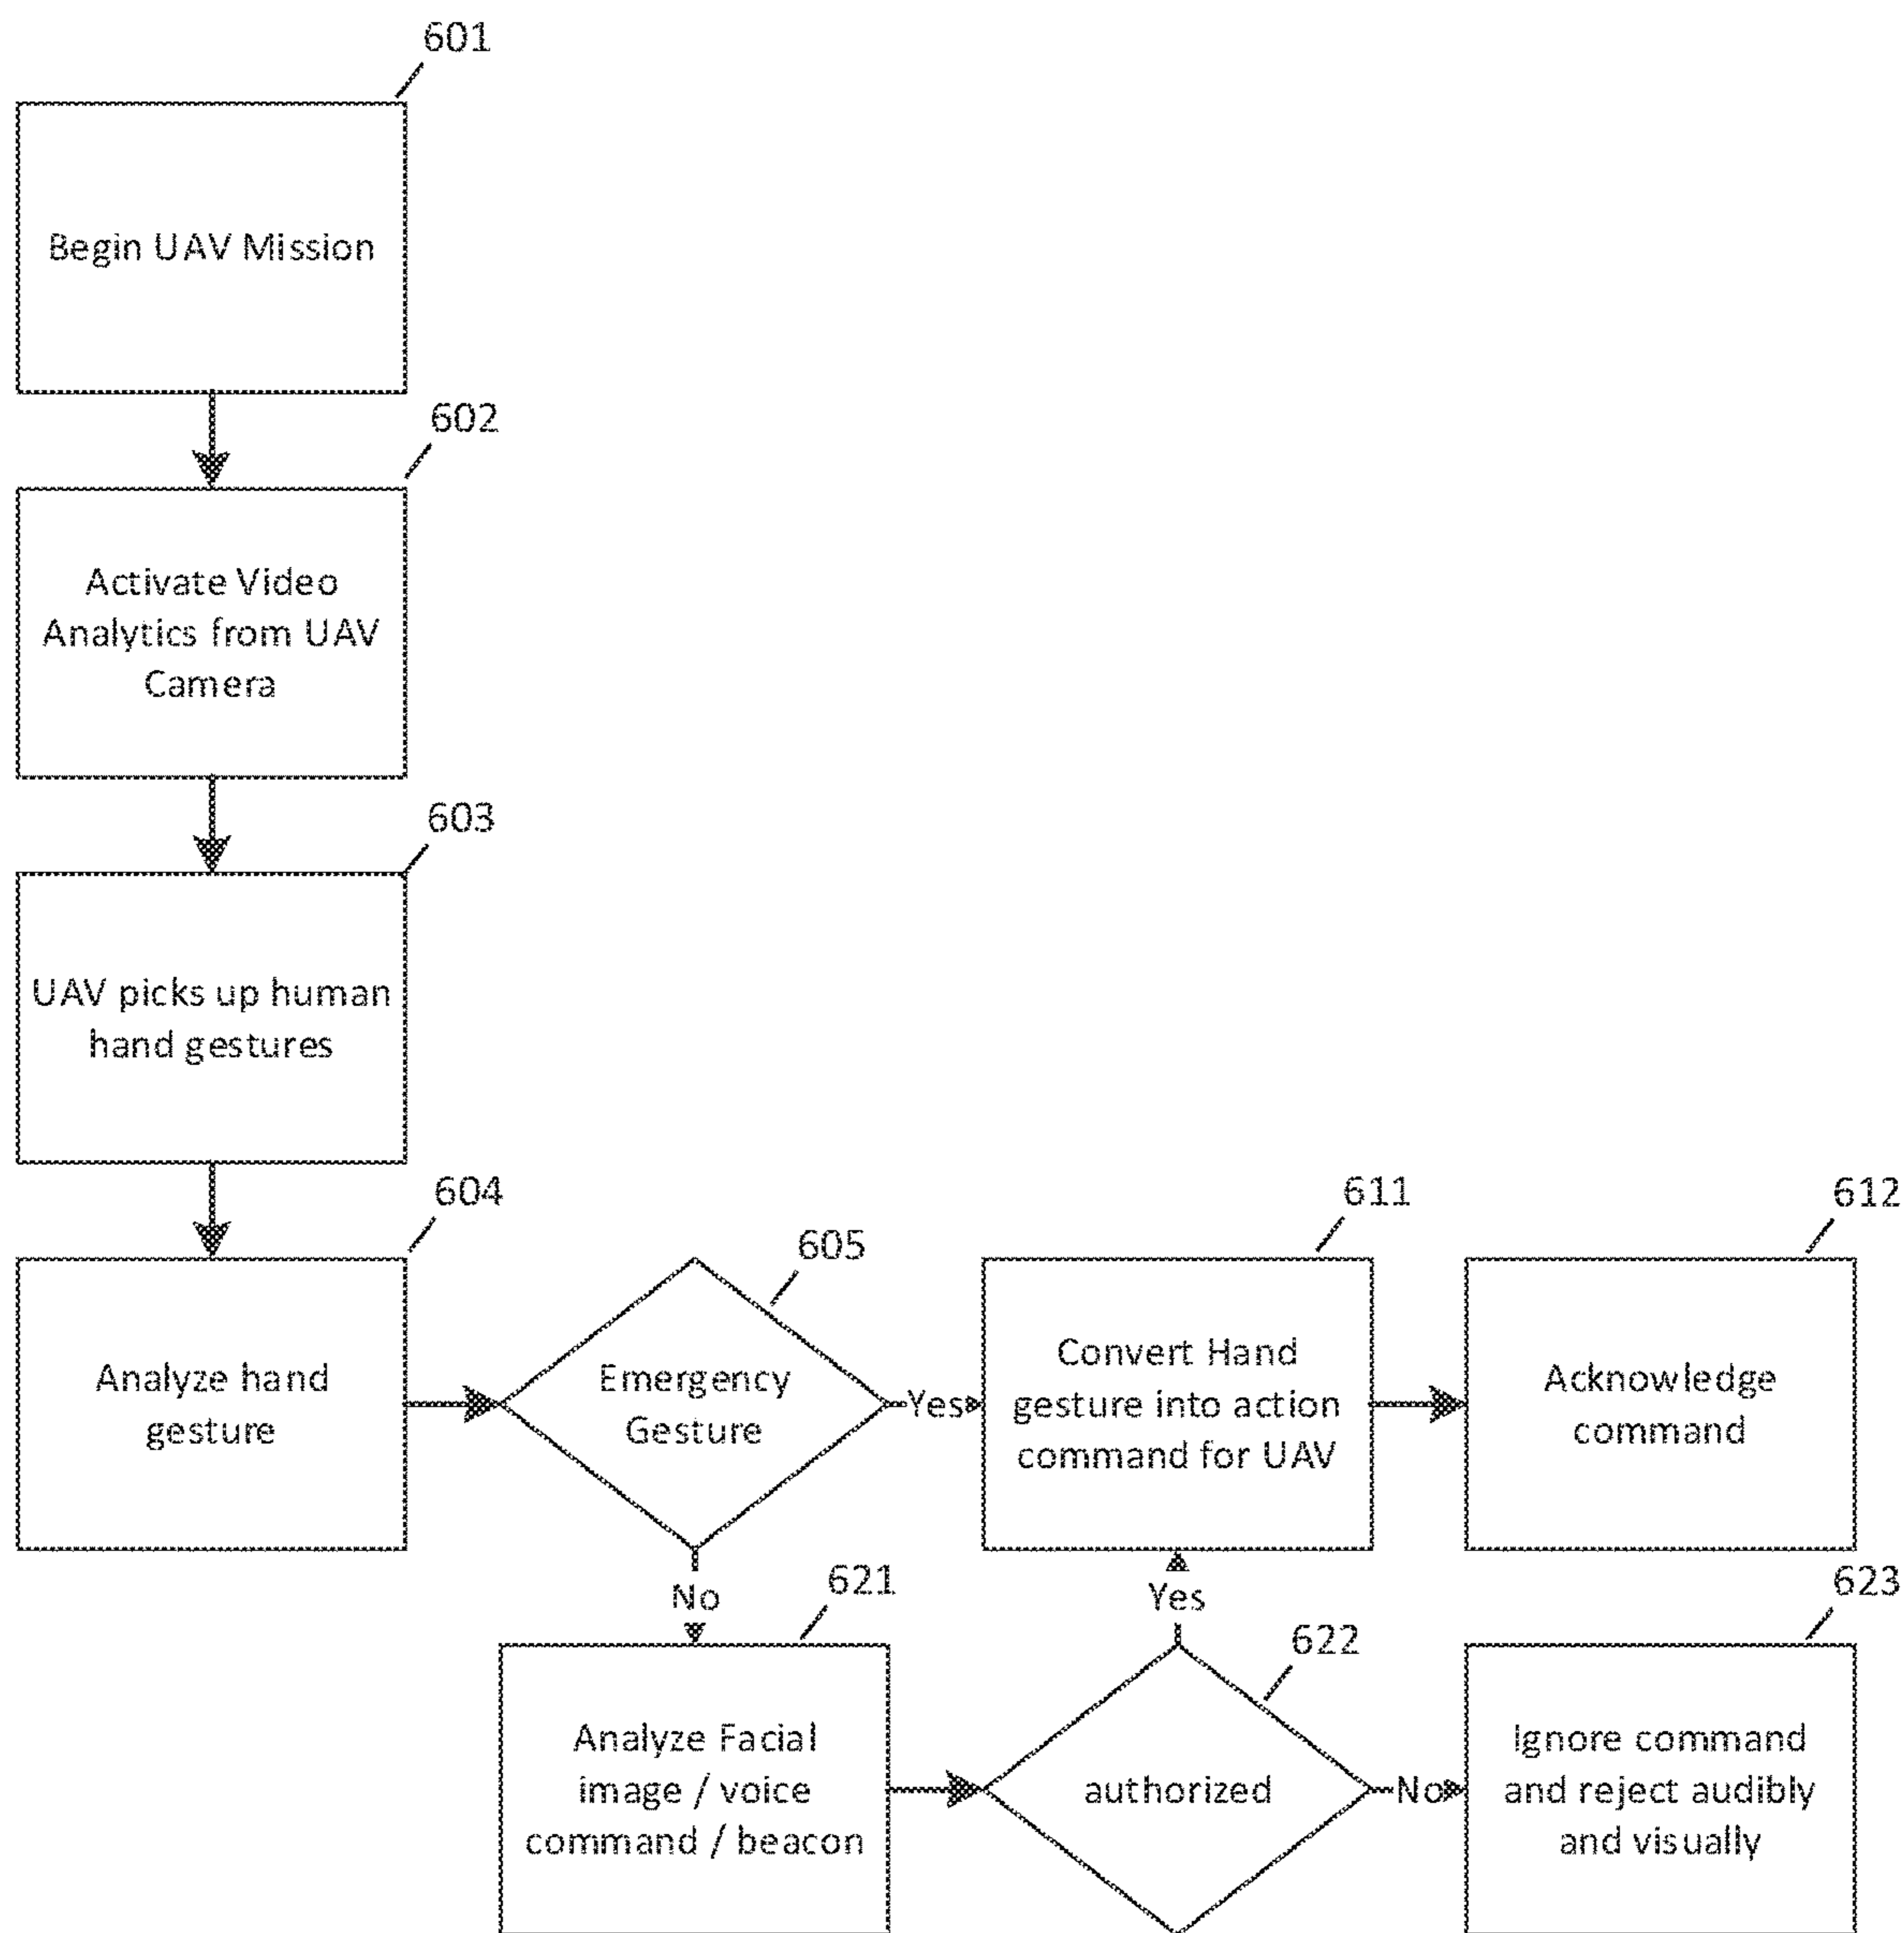 601
Begin UAV Mission
602
Activate Video
Analytics from UAV
Camera
603
UAV picks up human
hand gestures
604
Analyze hand
gesture
605
Emergency
Gesture
Yes
611
Convert Hand
gesture into action
command for UAV
612
Acknowledge
command
No
621
Analyze Facial
image / voice
command / beacon
Yes
622
authorized
No
623
Ignore command
and reject audibly
and visually